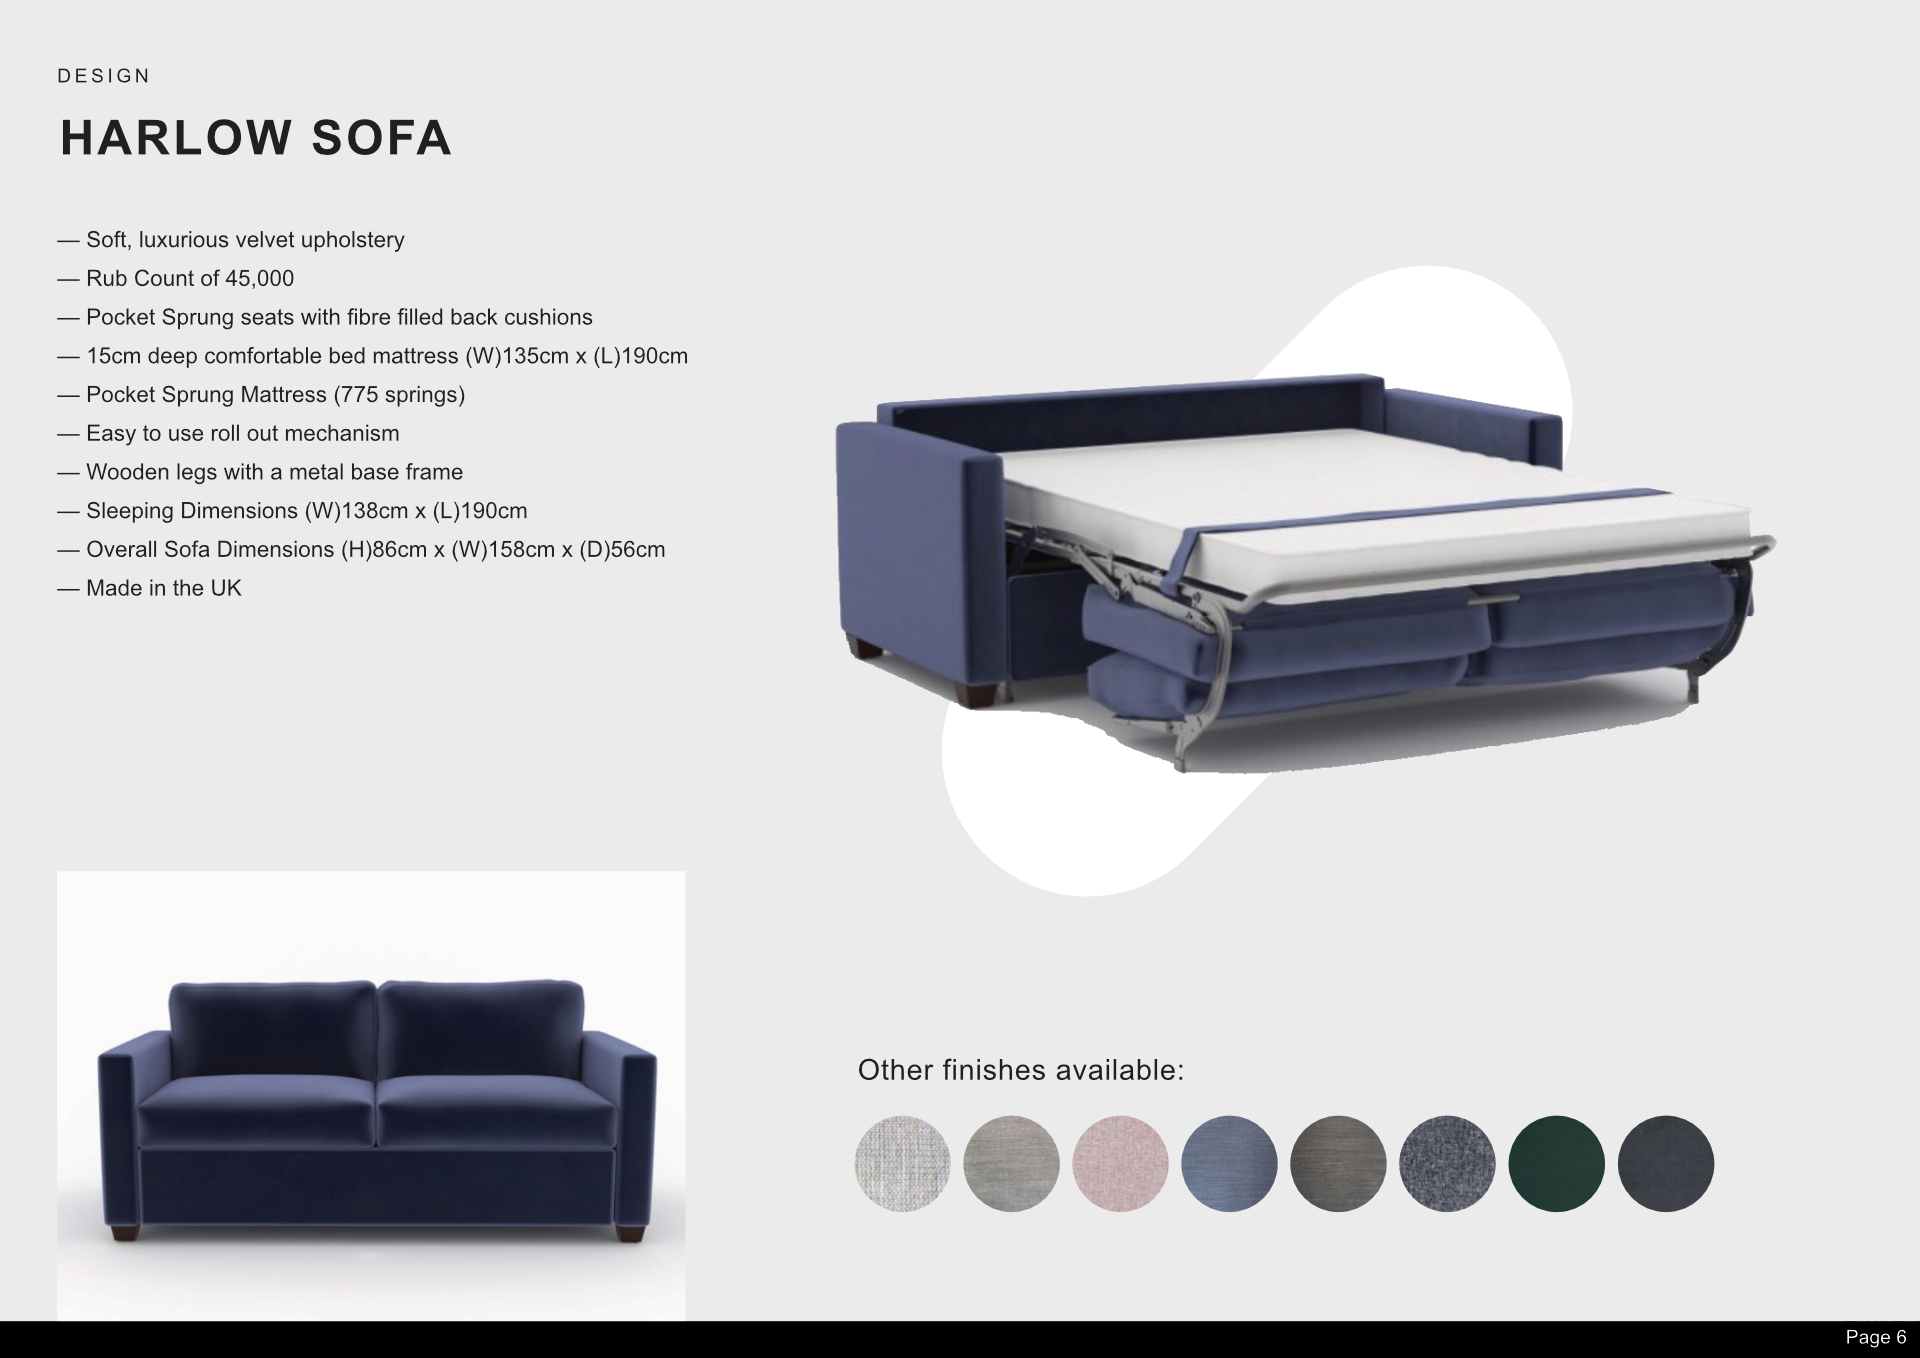 DESIGN
HARLOW SOFA
— Soft, luxurious velvet upholstery
— Rub Count of 45,000
— Pocket Sprung seats with fibre filled back cushions
— 15cm deep comfortable bed mattress (W)135cm x (L)190cm
— Pocket Sprung Mattress (775 springs)
— Easy to use roll out mechanism
— Wooden legs with a metal base frame
— Sleeping Dimensions (W)138cm x (L)190cm
— Overall Sofa Dimensions (H)86cm x (W)158cm x (D)56cm
— Made in the UK
Other finishes available:
Page 6